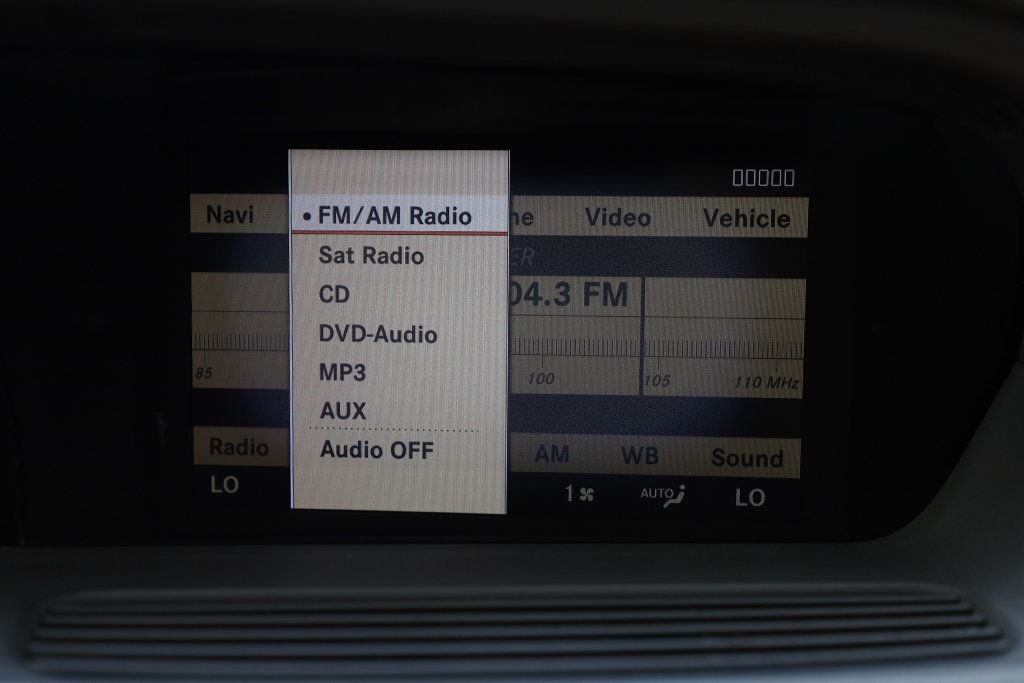 Navi
Video
Vehicle
• FM/AM Radio
Sat Radio
CD
DVD-Audio
MP3
AUX
Audio OFF
04.3 FM
85
100
105
110 MHz
Radio
AM
WB
Sound
LO
1
AUTO
LO